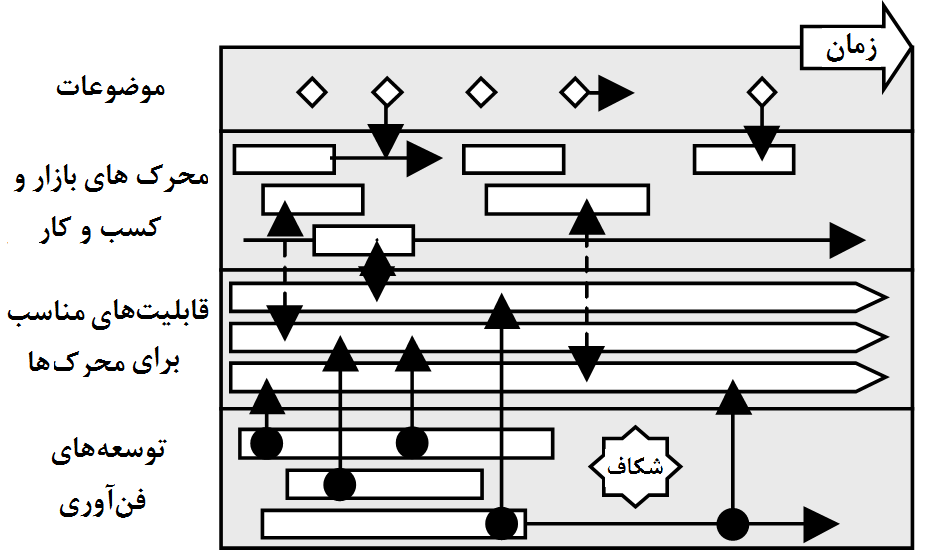 زمان
موضوعات
محرک های بازار و
کسب و کار
قابلیت‌های مناسب
برای محرک‌ها
توسعه‌های
فن‌آوری
شکاف